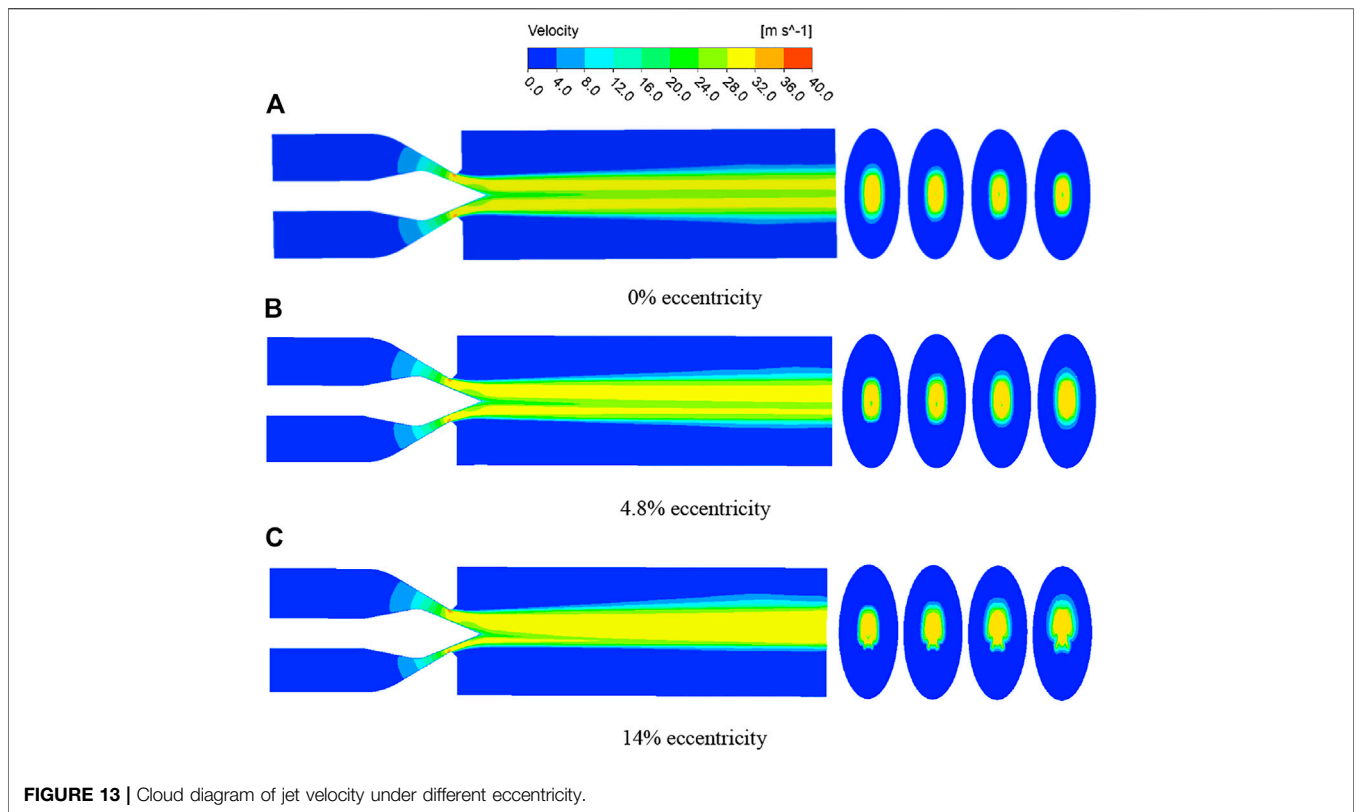 Velocity [m s^-1]
0.0 4.0 8.0 12.0 16.0 20.0 24.0 28.0 32.0 36.0 40.0
A
0% eccentricity
B
4.8% eccentricity
C
14% eccentricity
FIGURE 13 | Cloud diagram of jet velocity under different eccentricity.